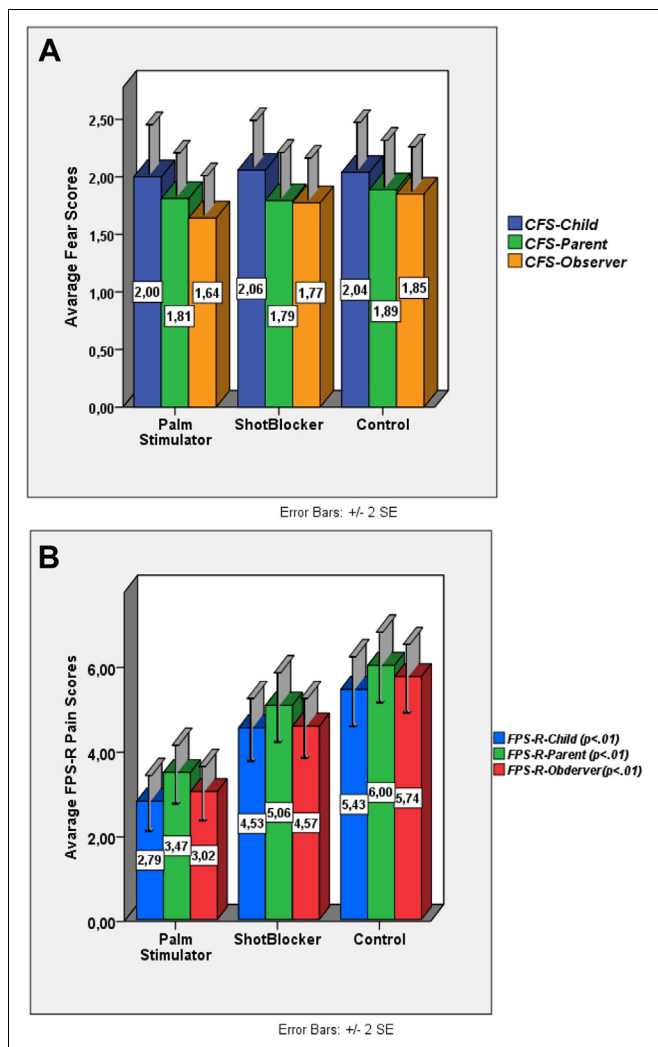 A
Avarage Fear Scores
2,50
2,00
1,50
1,00
0,50
0,00
2,00
1,81
1,64
2,06
1,79
1,77
2,04
1,89
1,85
Palm
Stimulator
ShotBlocker
Control
CFS-Child
CFS-Parent
CFS-Observer
Error Bars: +/- 2 SE
B
Avarage FPS-R Pain Scores
6,00
4,00
2,00
0,00
2,79
3,47
3,02
4,53
5,06
4,57
5,43
6,00
5,74
Palm
Stimulator
ShotBlocker
Control
FPS-R-Child (p<.01)
FPS-R-Parent (p<.01)
FPS-R-Obderver(p<.01)
Error Bars: +/- 2 SE